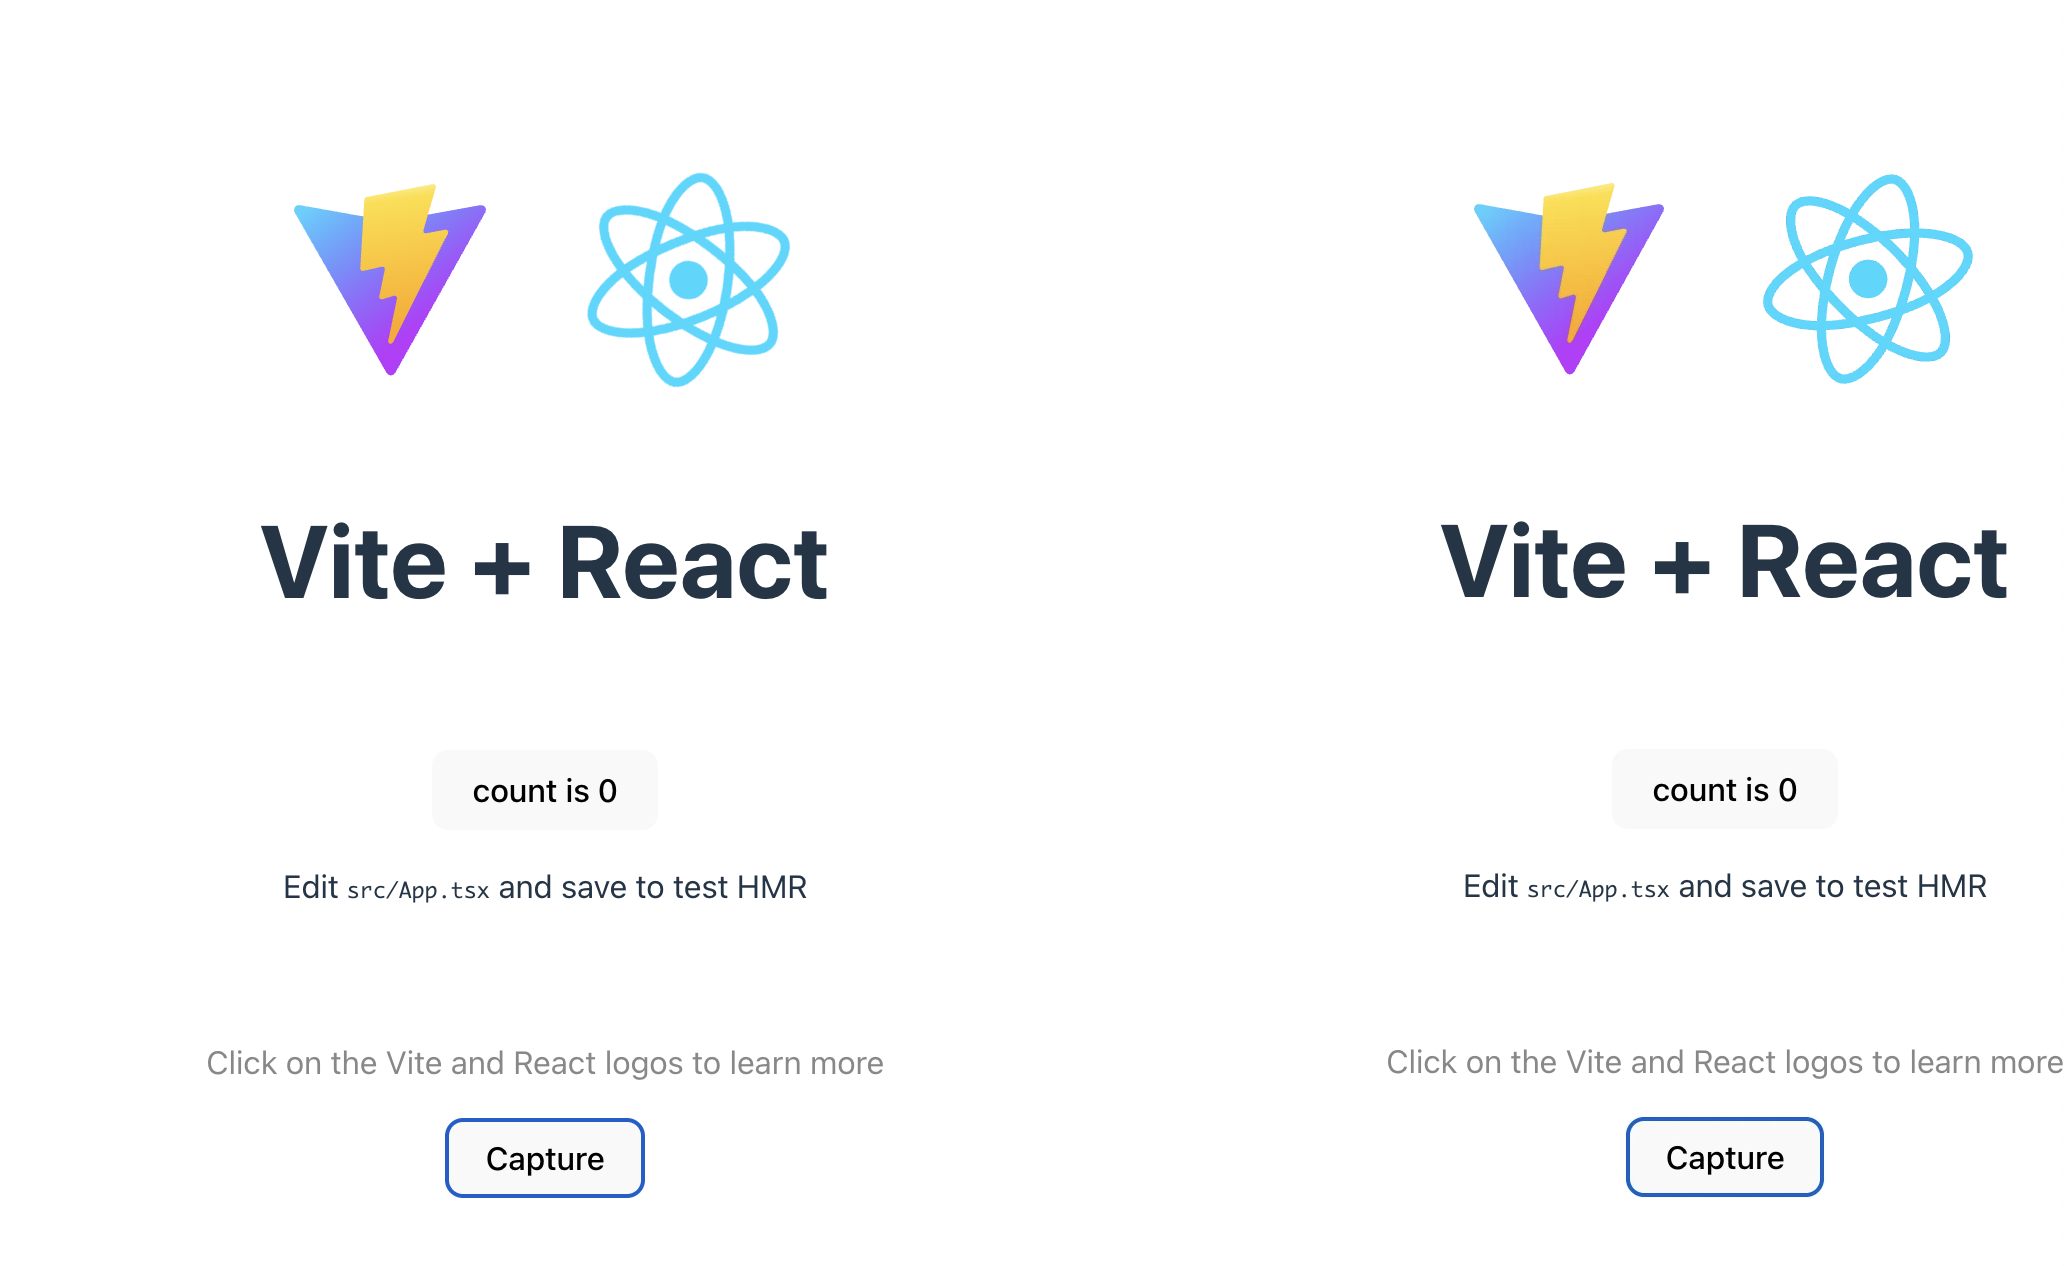 Vite + React
count is 0
Edit src/App.tsx and save to test HMR
Click on the Vite and React logos to learn more
Capture
Vite + React
count is 0
Edit src/App.tsx and save to test HMR
Click on the Vite and React logos to learn more
Capture